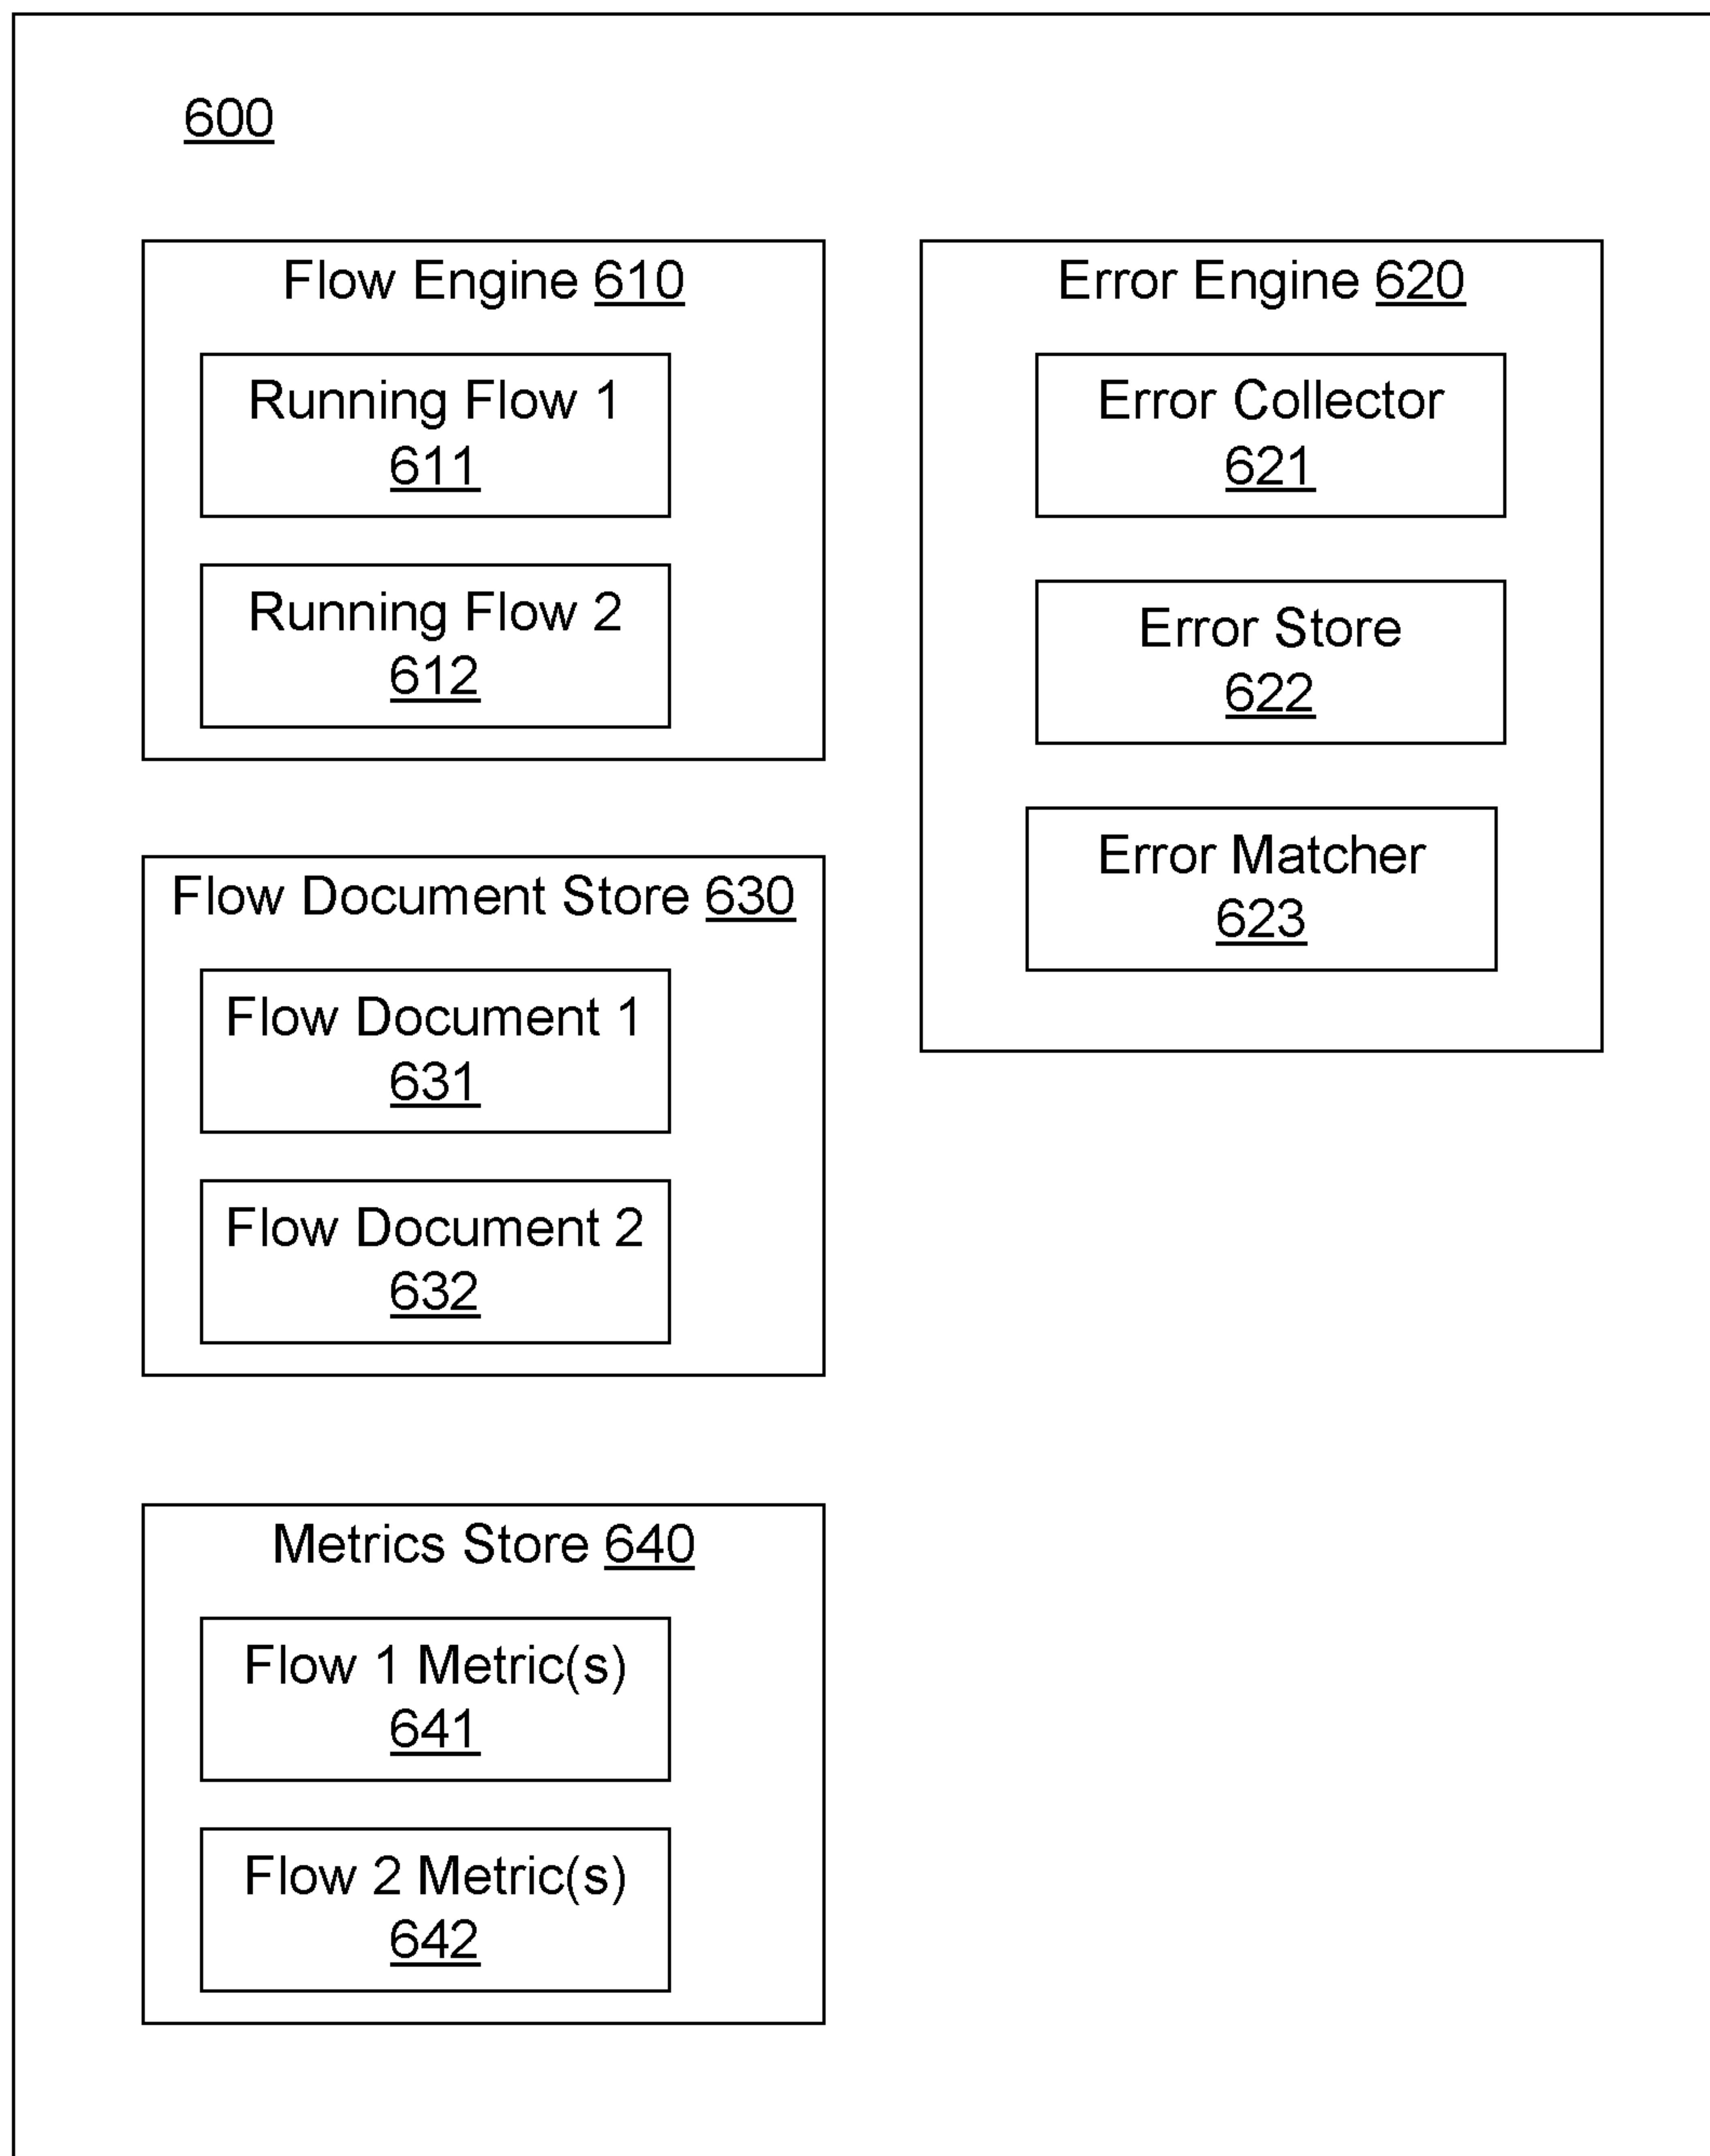 600
Flow Engine 610
Running Flow 1
611
Running Flow 2
612
Error Engine 620
Error Collector
621
Error Store
622
Error Matcher
623
Flow Document Store 630
Flow Document 1
631
Flow Document 2
632
Metrics Store 640
Flow 1 Metric(s)
641
Flow 2 Metric(s)
642